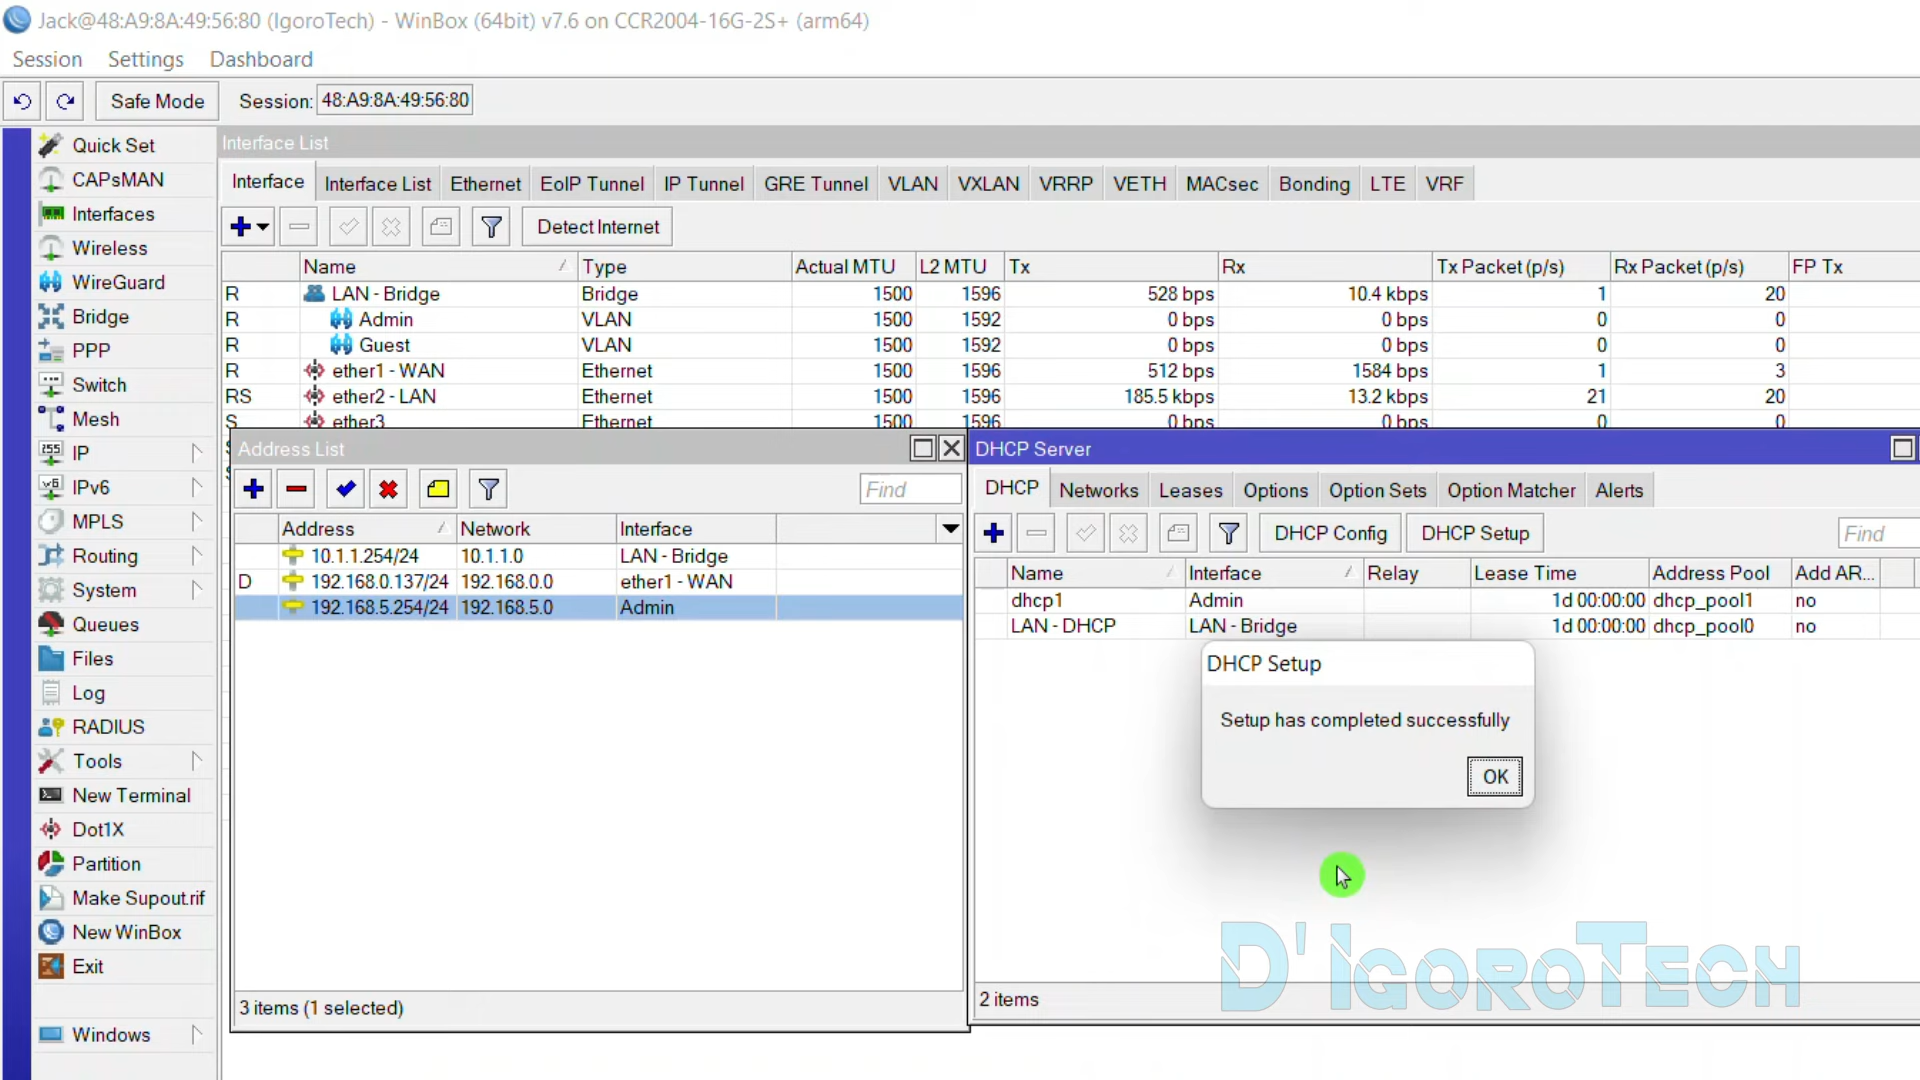 Jack@48:A9:8A:49:56:80 (IgoroTech) - WinBox (64bit) v7.6 on CCR2004-16G-2S+ (arm64)
Session Settings Dashboard
Safe Mode Session: 48:A9:8A:49:56:80
Quick Set
CAPsMAN
Interfaces
Wireless
WireGuard
Bridge
PPP
Switch
Mesh
IP
IPv6
MPLS
Routing
System
Queues
Files
Log
RADIUS
Tools
New Terminal
Dot1X
Partition
Make Supout.rif
New WinBox
Exit
Windows
Interface List
Interface Interface List Ethernet EoIP Tunnel IP Tunnel GRE Tunnel VLAN VXLAN VRRP VETH MACsec Bonding LTE VRF
Detect Internet
Name Type Actual MTU L2 MTU Tx Rx Tx Packet (p/s) Rx Packet (p/s) FP Tx
R LAN - Bridge Bridge 1500 1596 528 bps 10.4 kbps 1 20
R Admin VLAN 1500 1592 0 bps 0 bps 0 0
R Guest VLAN 1500 1592 0 bps 0 bps 0 0
R ether1 - WAN Ethernet 1500 1596 512 bps 1584 bps 1 3
RS ether2 - LAN Ethernet 1500 1596 185.5 kbps 13.2 kbps 21 20
S ether3 Ethernet 1500 1596 0 bps 0 bps 0 0
Address List
Find
Address Network Interface
10.1.1.254/24 10.1.1.0 LAN - Bridge
D 192.168.0.137/24 192.168.0.0 ether1 - WAN
192.168.5.254/24 192.168.5.0 Admin
3 items (1 selected)
DHCP Server
DHCP Networks Leases Options Option Sets Option Matcher Alerts
DHCP Config DHCP Setup Find
Name Interface Relay Lease Time Address Pool Add AR...
dhcp1 Admin 1d 00:00:00 dhcp_pool1 no
LAN - DHCP LAN - Bridge 1d 00:00:00 dhcp_pool0 no
DHCP Setup
Setup has completed successfully
OK
D'IgoroTech
2 items